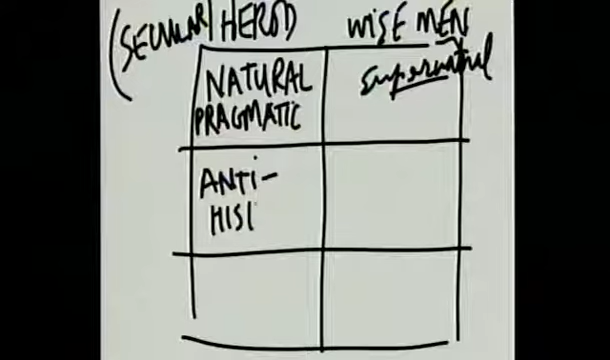 (SECULAR) HEROD WISE MEN
NATURAL supernatural
PRAGMATIC
ANTI-
HISI